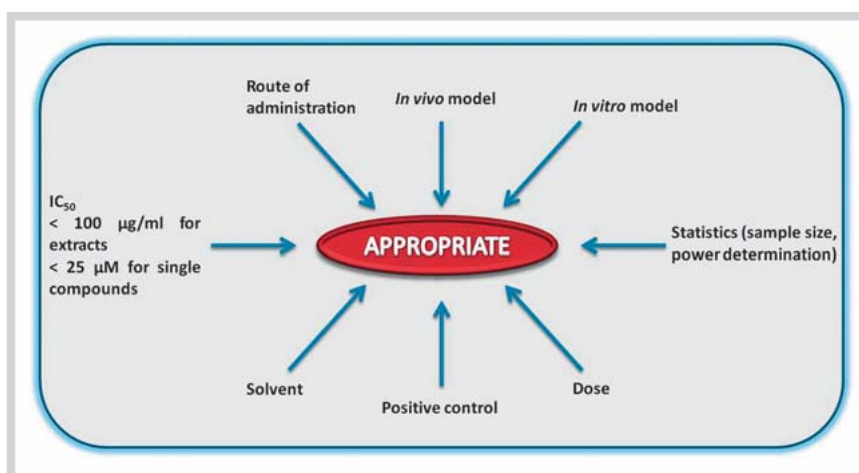 Route of
administration
In vivo model
In vitro model
IC50
< 100 µg/ml for
extracts
< 25 µM for single
compounds
APPROPRIATE
Statistics (sample size,
power determination)
Solvent
Positive control
Dose